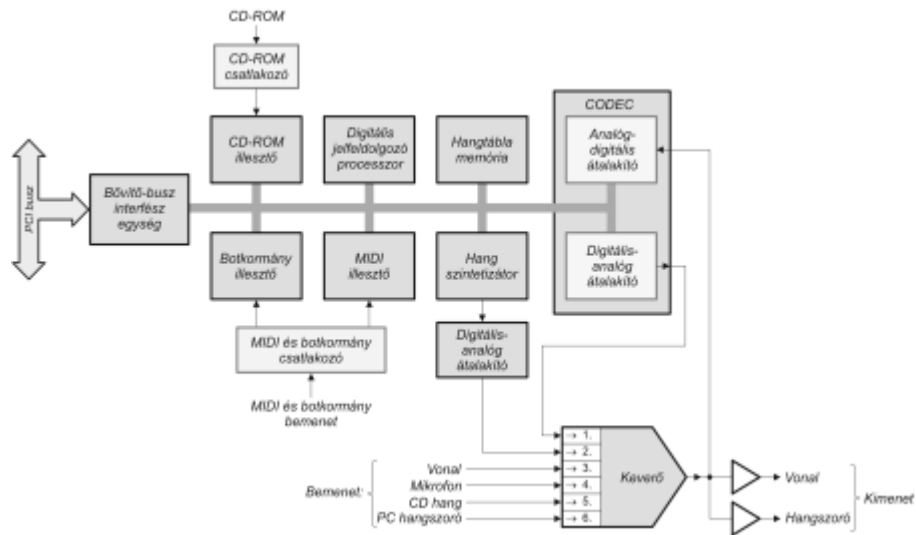 CD-ROM
CD-ROM
csatlakozó
CD-ROM
illesztő
Digitális
jelfeldolgozó
processzor
Hangtábla
memória
CODEC
Analóg-
digitális
átalakító
PCI busz
Bővítő-busz
interfész
egység
Botkormány
illesztő
MIDI
illesztő
Hang
szintetizátor
Digitális-
analóg
átalakító
MIDI és botkormány
csatlakozó
Digitális-
analóg
átalakító
MIDI és botkormány
bemenet
Bemenet:
Vonal
Mikrofon
CD hang
PC hangszoró
→ 1.
→ 2.
→ 3.
→ 4.
→ 5.
→ 6.
Keverő
Vonal
Hangszoró
Kimenet